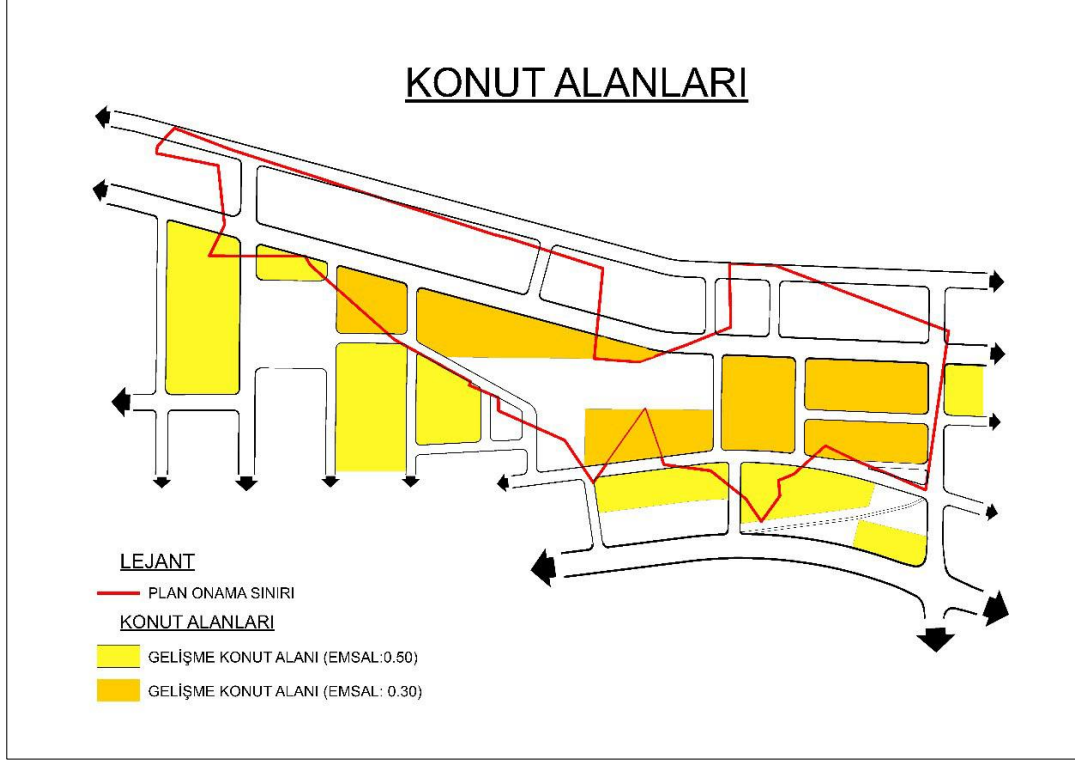 KONUT ALANLARI
LEJANT
PLAN ONAMA SINIRI
KONUT ALANLARI
GELİŞME KONUT ALANI (EMSAL:0.50)
GELİŞME KONUT ALANI (EMSAL: 0.30)